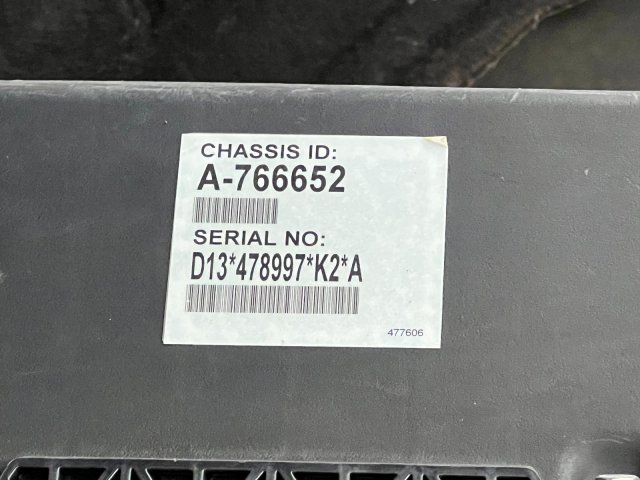 CHASSIS ID:
A-766652
SERIAL NO:
D13*478997*K2*A
477606